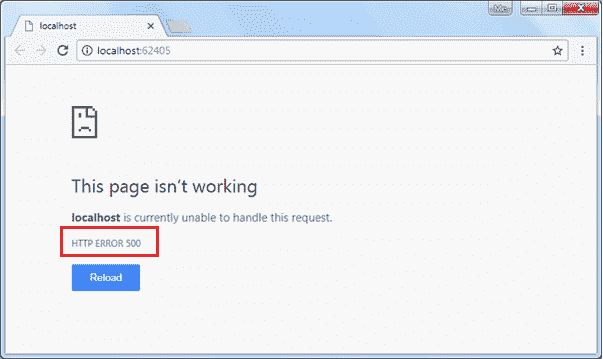 Me
localhost
localhost:62405
This page isn't working
localhost is currently unable to handle this request.
HTTP ERROR 500
Reload